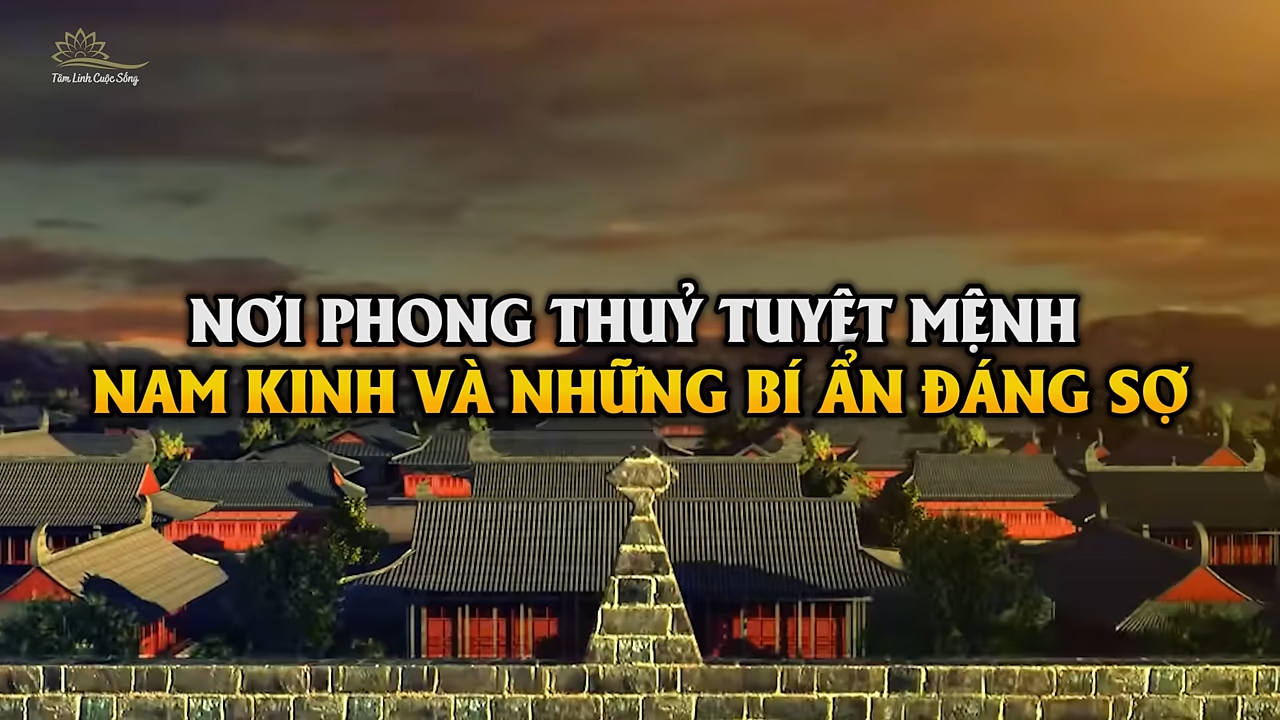 Tâm Linh Cuộc Sống
NƠI PHONG THUỶ TUYỆT MỆNH
NAM KINH VÀ NHỮNG BÍ ẨN ĐÁNG SỢ